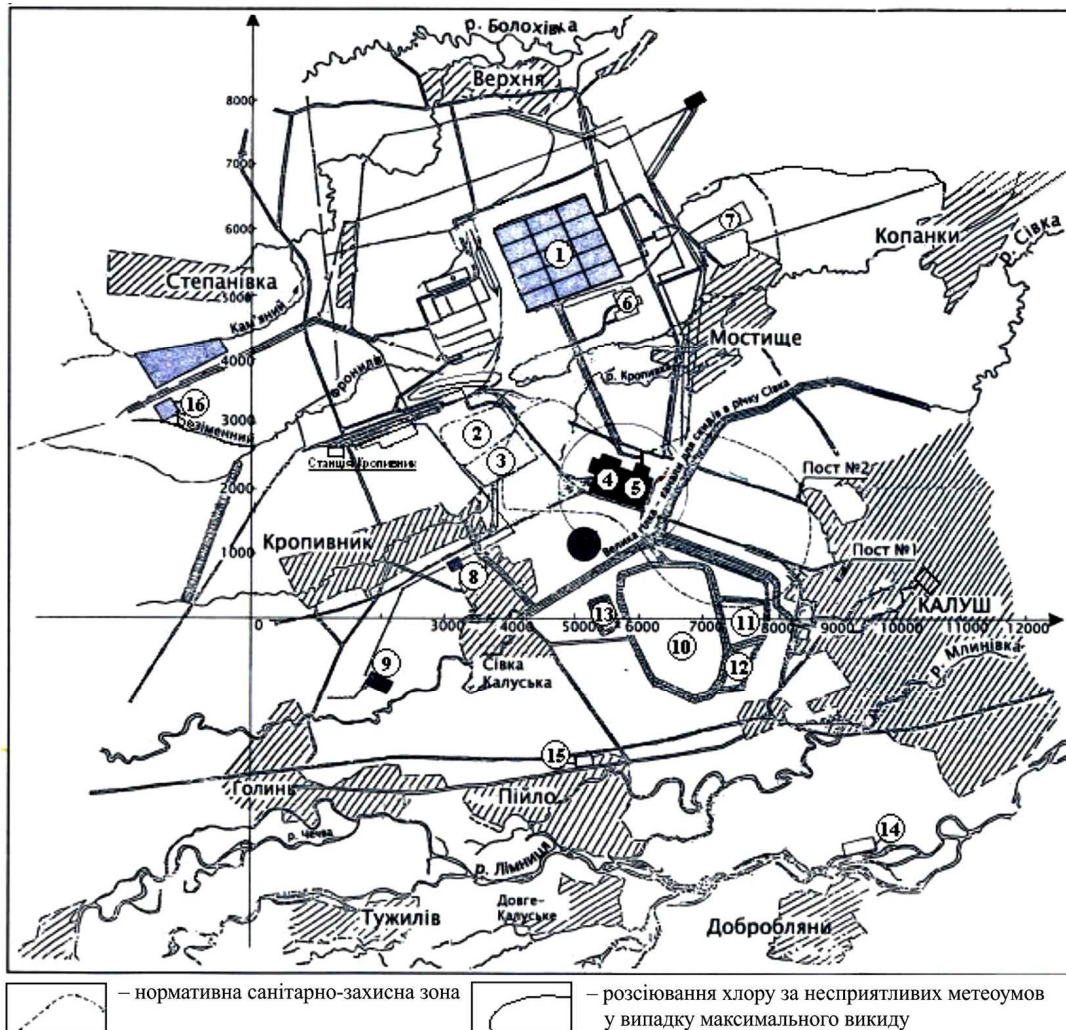 р. Болохівка
Верхня
8000
7000
6000
5000
4000
3000
2000
1000
0
3000
4000
5000
6000
7000
8000
9000
10000
11000
12000
1
7
Копанки
р. Сівка
Степанівка
6
Кам'яний
Мостище
р. Кропивка
16
Безіменний
2
Станція Кропивник
3
4
5
Пост №2
Кропивник
Пост №1
8
КАЛУШ
13
11
10
р. Млинівка
12
9
Сівка
Калуська
15
Голинь
Пійло
р. Чечва
14
р. Лімниця
Довге-
Калуське
Тужилів
Добровляни
– нормативна санітарно-захисна зона
– розсіювання хлору за несприятливих метеоумов
у випадку максимального викиду